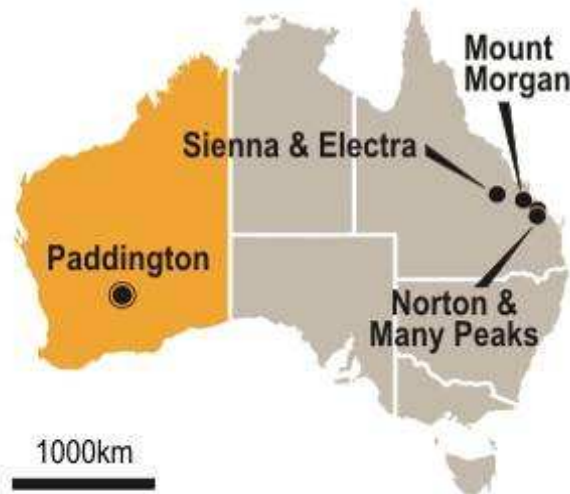 Mount
Morgan
Sienna & Electra
Paddington
Norton &
Many Peaks
1000km